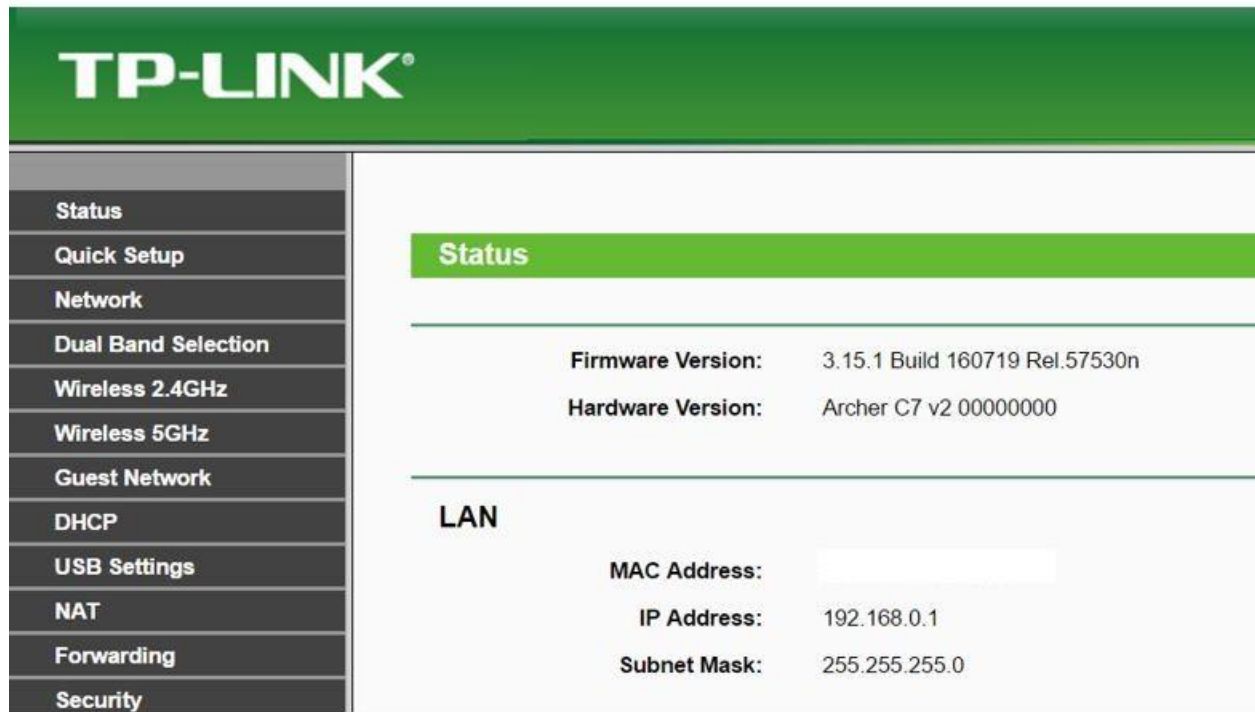 TP-LINK®
Status
Quick Setup
Network
Dual Band Selection
Wireless 2.4GHz
Wireless 5GHz
Guest Network
DHCP
USB Settings
NAT
Forwarding
Security
Status
Firmware Version: 3.15.1 Build 160719 Rel.57530n
Hardware Version: Archer C7 v2 00000000
LAN
MAC Address:
IP Address: 192.168.0.1
Subnet Mask: 255.255.255.0